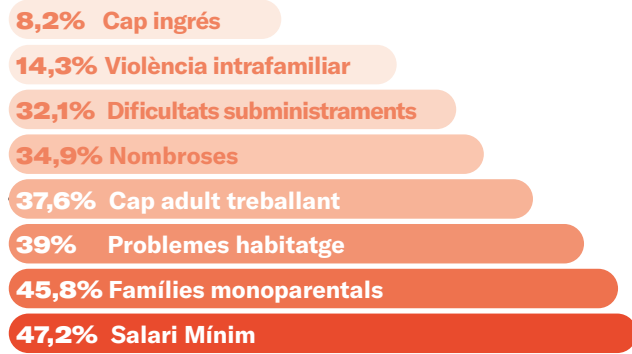 8,2% Cap ingrés
14,3% Violència intrafamiliar
32,1% Dificultats subministraments
34,9% Nombroses
37,6% Cap adult treballant
39% Problemes habitatge
45,8% Famílies monoparentals
47,2% Salari Mínim